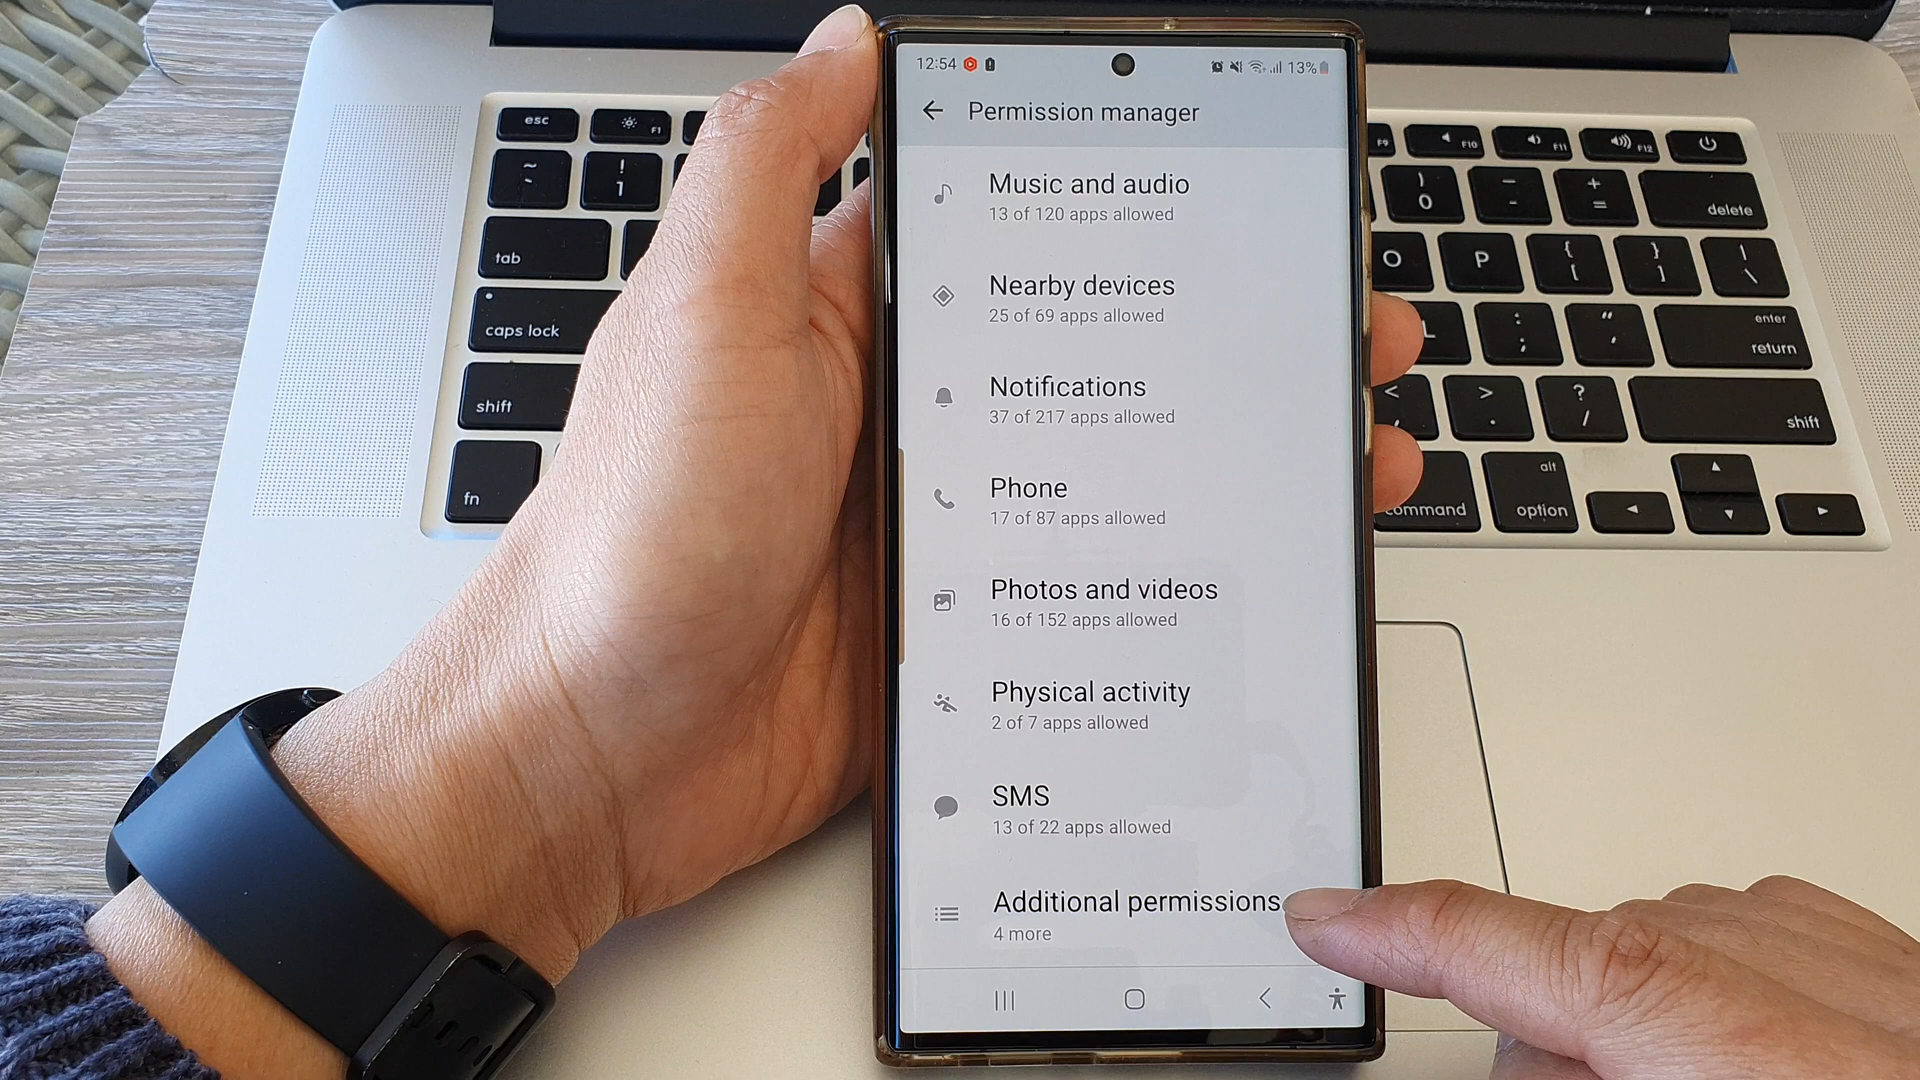 12:54 13%
Permission manager
Music and audio
13 of 120 apps allowed
Nearby devices
25 of 69 apps allowed
Notifications
37 of 217 apps allowed
Phone
17 of 87 apps allowed
Photos and videos
16 of 152 apps allowed
Physical activity
2 of 7 apps allowed
SMS
13 of 22 apps allowed
Additional permissions
4 more
esc
F1
~
`
!
1
tab
caps lock
shift
fn
F9
F10
F11
F12
)
0
_
-
+
=
delete
O
P
{
[
}
]
|
\
L
:
;
"
'
enter
return
<
,
>
.
?
/
shift
command
alt
option